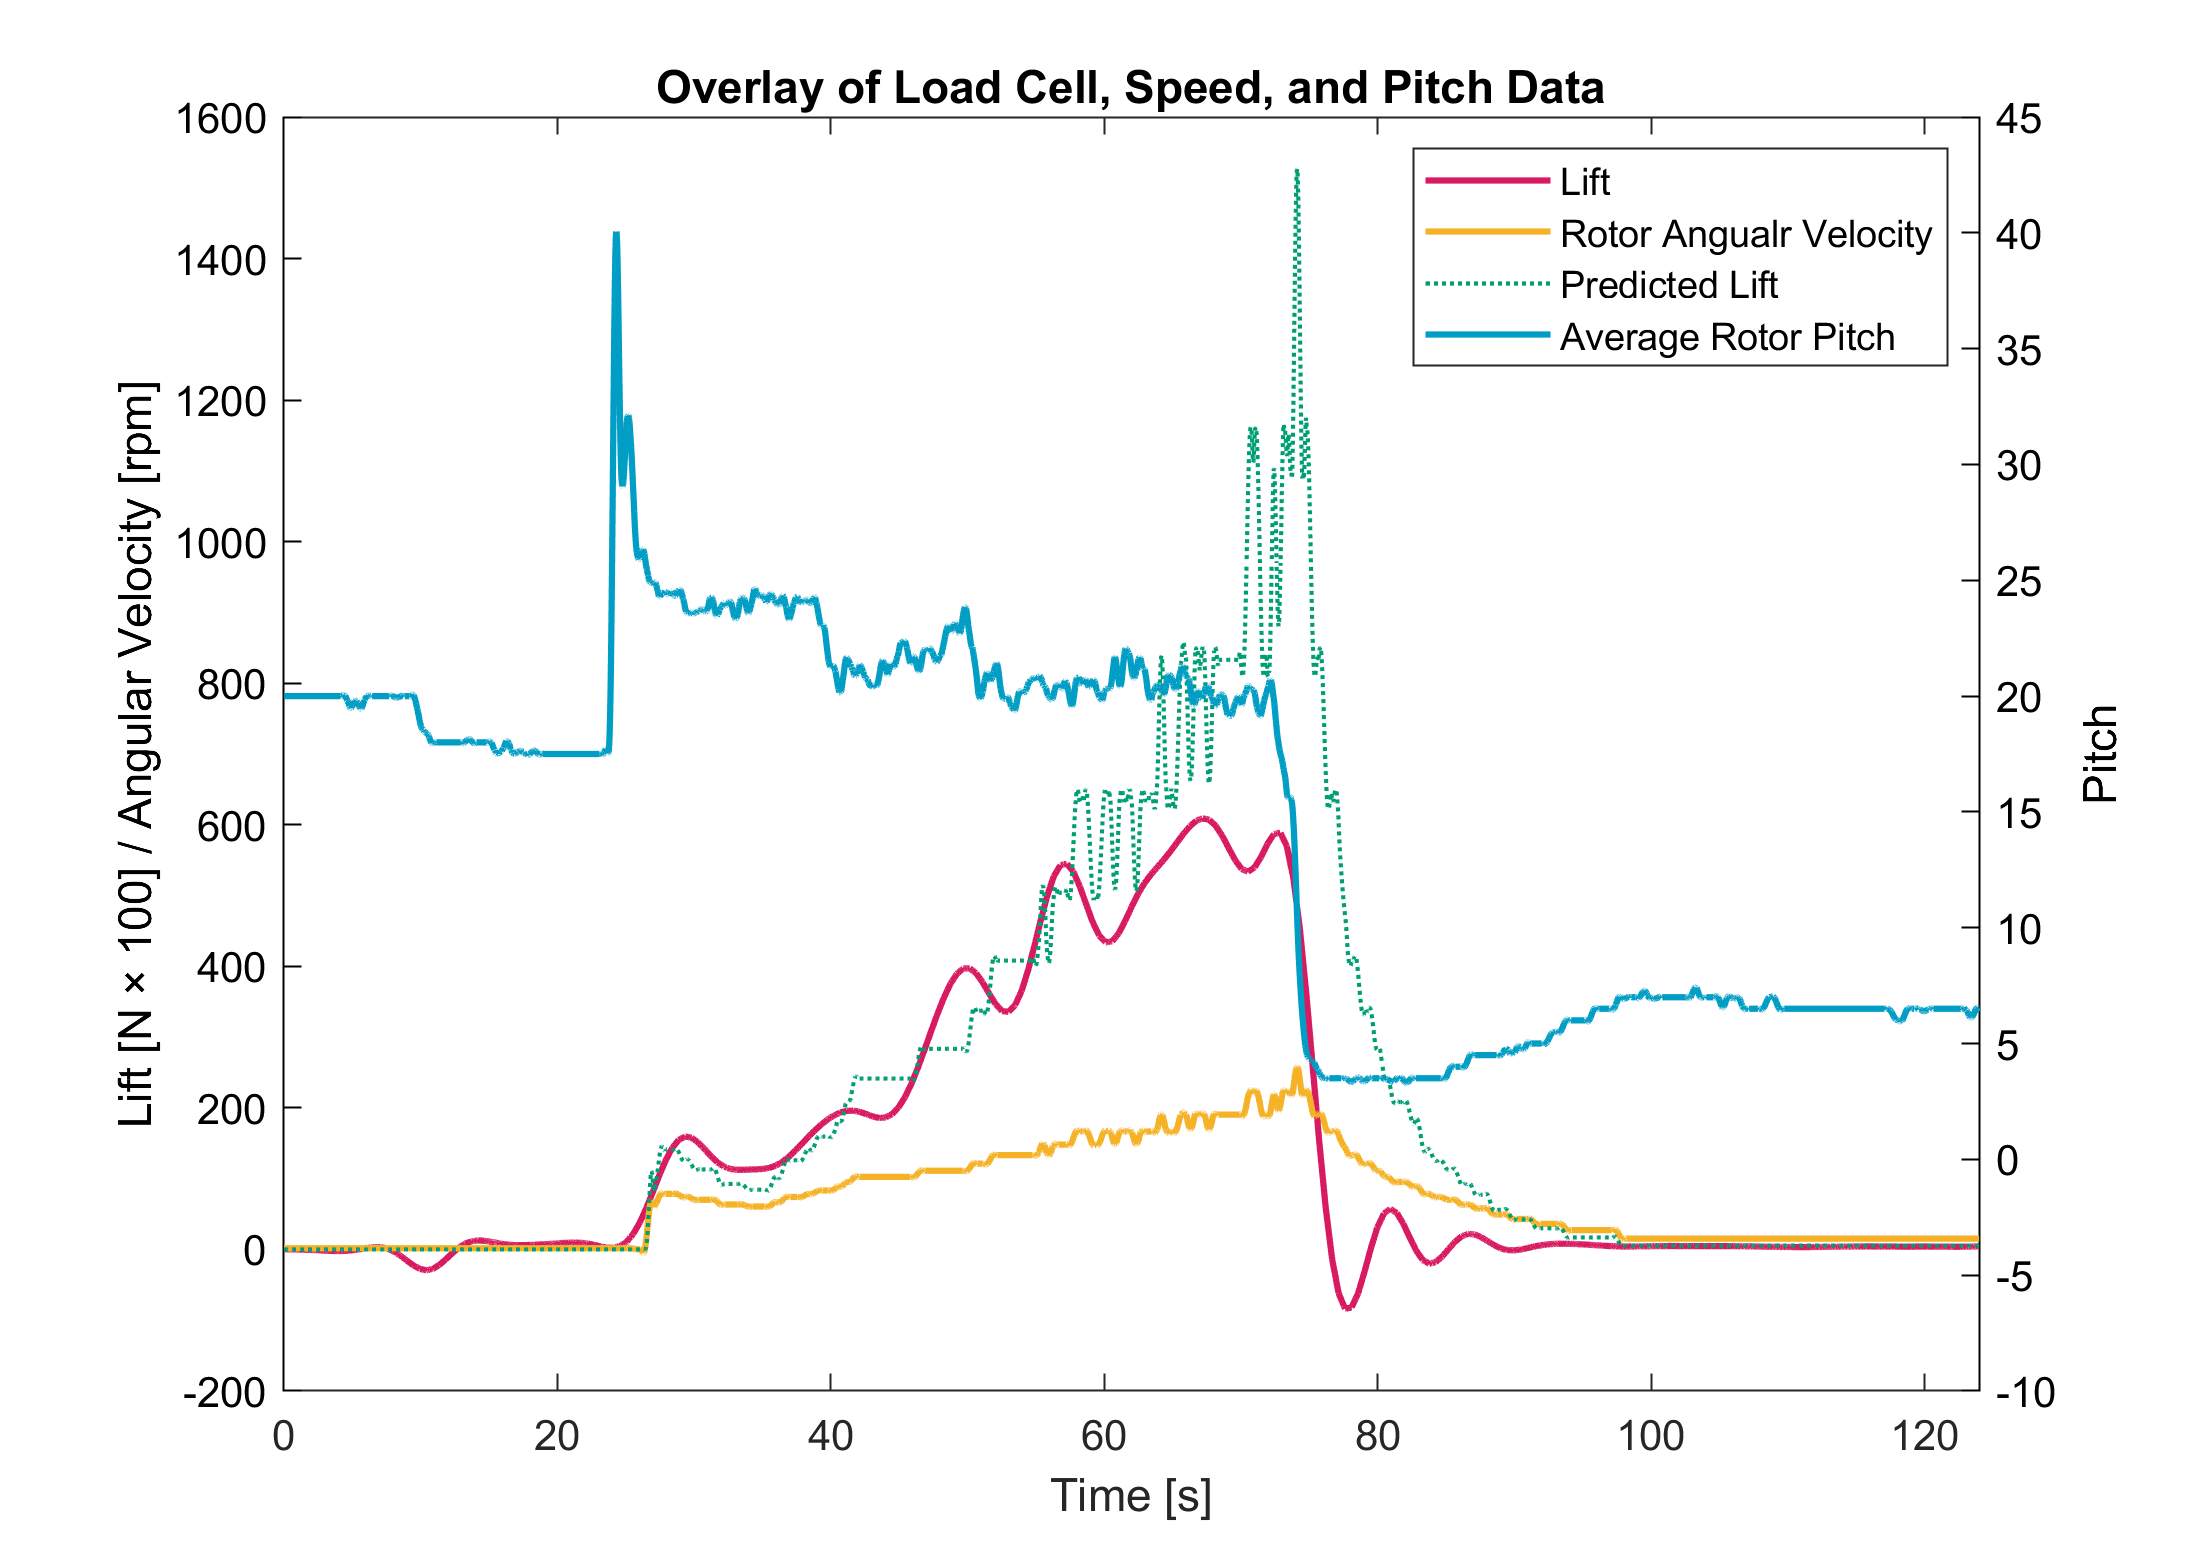 Overlay of Load Cell, Speed, and Pitch Data
1600
1400
1200
1000
800
600
400
200
0
-200
Lift [N × 100] / Angular Velocity [rpm]
45
40
35
30
25
20
15
10
5
0
-5
-10
Pitch
Lift
Rotor Angualr Velocity
Predicted Lift
Average Rotor Pitch
0 20 40 60 80 100 120
Time [s]